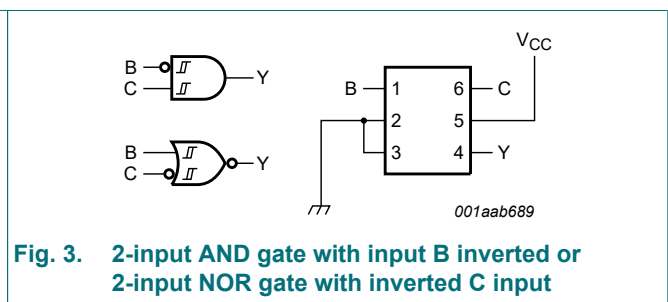 B
C
Y
B
C
Y
V_CC
B 1 6 C
2 5
3 4 Y
001aab689
Fig. 3. 2-input AND gate with input B inverted or
2-input NOR gate with inverted C input